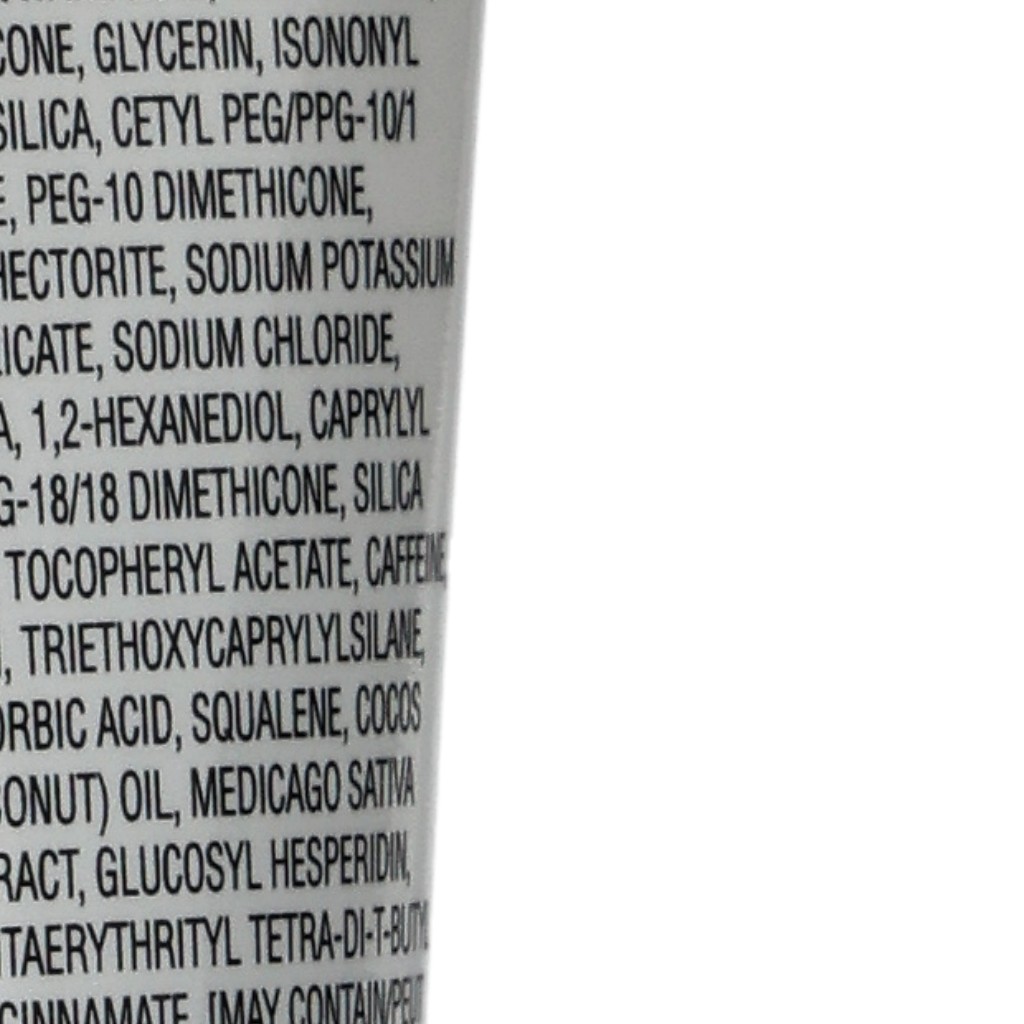 CONE, GLYCERIN, ISONONYL
SILICA, CETYL PEG/PPG-10/1
E, PEG-10 DIMETHICONE,
HECTORITE, SODIUM POTASSIUM
LICATE, SODIUM CHLORIDE,
A, 1,2-HEXANEDIOL, CAPRYLYL
G-18/18 DIMETHICONE, SILICA
TOCOPHERYL ACETATE, CAFFEINE,
, TRIETHOXYCAPRYLYLSILANE,
ORBIC ACID, SQUALENE, COCOS
CONUT) OIL, MEDICAGO SATIVA
RACT, GLUCOSYL HESPERIDIN,
NTAERYTHRITYL TETRA-DI-T-BUTYL
CINNAMATE, [MAY CONTAIN/PEUT